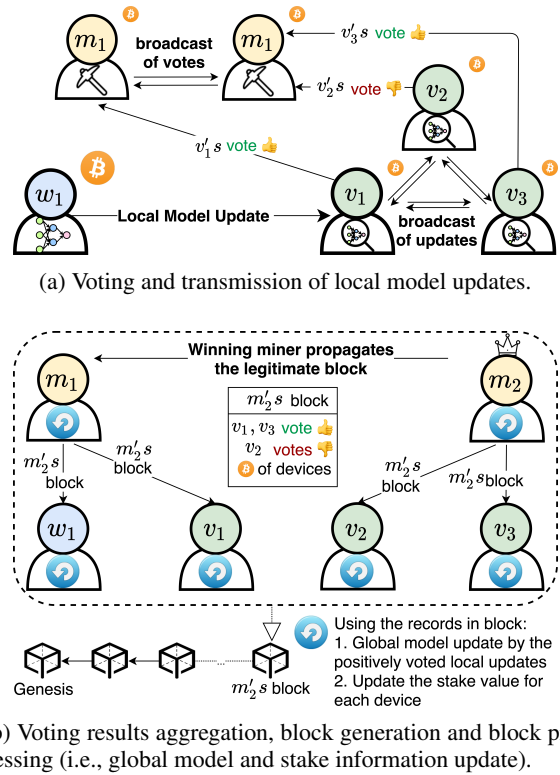 m₁
m₁
broadcast
of votes
v′₃s vote 👍
v′₂s vote 👎
v₂
v′₁s vote 👍
w₁
v₁
v₃
Local Model Update
broadcast
of updates
(a) Voting and transmission of local model updates.
Winning miner propagates
the legitimate block
m₁
m₂
m′₂s block
v₁, v₃ vote 👍
v₂ votes 👎
₿ of devices
m′₂s
block
m′₂s
block
m′₂s
block
m′₂s block
w₁
v₁
v₂
v₃
Using the records in block:
1. Global model update by the
positively voted local updates
2. Update the stake value for
each device
...
Genesis
m′₂s block
) Voting results aggregation, block generation and block p
essing (i.e., global model and stake information update).